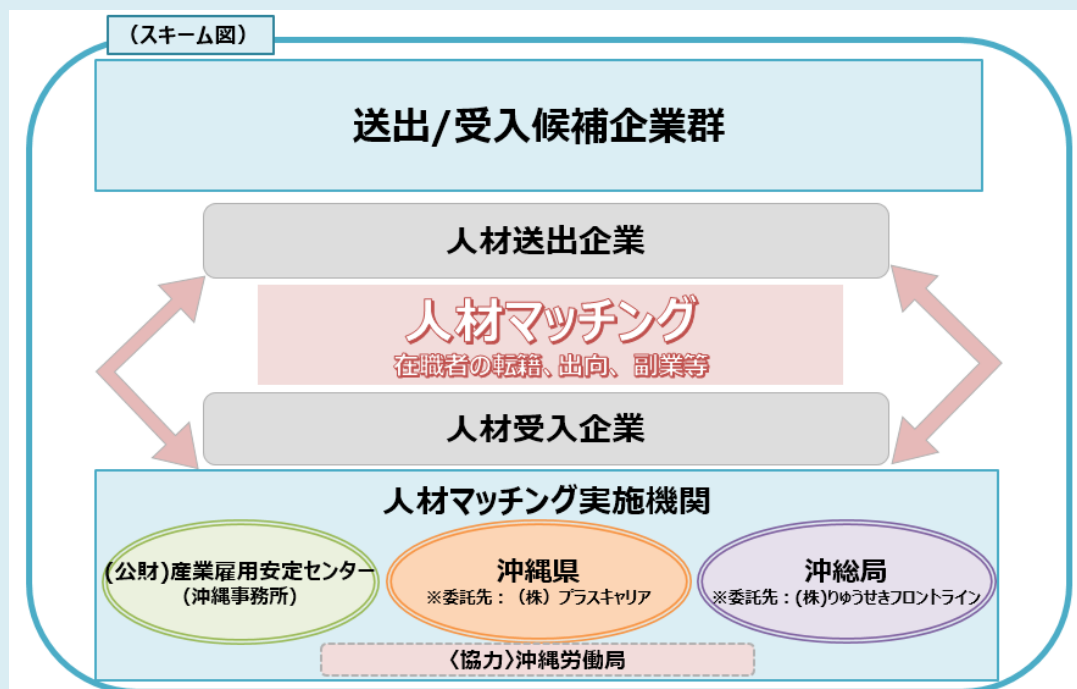 （スキーム図）
送出/受入候補企業群
人材送出企業
人材マッチング
在職者の転籍、出向、副業等
人材受入企業
人材マッチング実施機関
(公財)産業雇用安定センター
(沖縄事務所)
沖縄県
※委託先：（株）プラスキャリア
沖総局
※委託先：(株)りゅうせきフロントライン
〈協力〉沖縄労働局